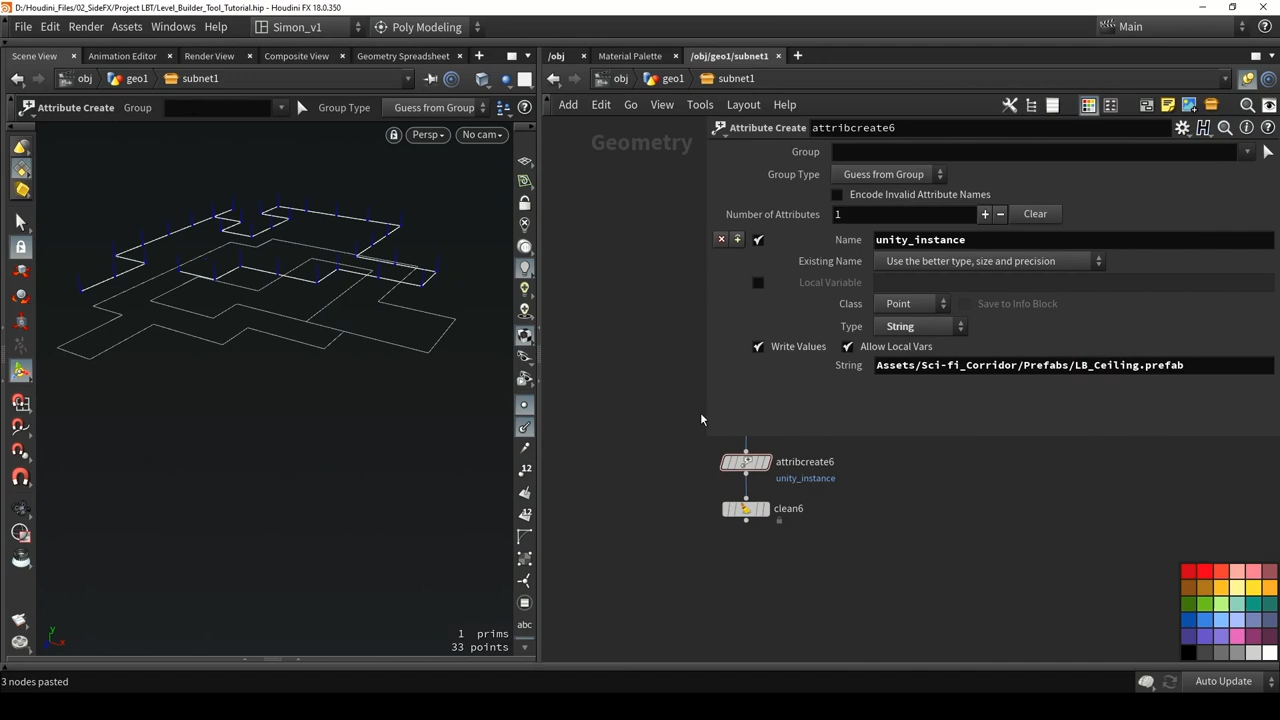 D:/Houdini_Files/02_SideFX/Project LBT/Level_Builder_Tool_Tutorial.hip - Houdini FX 18.0.350
File Edit Render Assets Windows Help Simon_v1 Poly Modeling Main
Scene View Animation Editor Render View Composite View Geometry Spreadsheet
/obj Material Palette /obj/geo1/subnet1
obj geo1 subnet1
obj geo1 subnet1
Attribute Create Group Group Type Guess from Group
Add Edit Go View Tools Layout Help
Persp No cam
Geometry
Attribute Create attribcreate6
Group
Group Type Guess from Group
Encode Invalid Attribute Names
Number of Attributes 1 Clear
Name unity_instance
Existing Name Use the better type, size and precision
Local Variable
Class Point Save to Info Block
Type String
Write Values Allow Local Vars
String Assets/Sci-fi_Corridor/Prefabs/LB_Ceiling.prefab
attribcreate6
unity_instance
clean6
12
12
abc
1 prims
33 points
y
x
3 nodes pasted
Auto Update